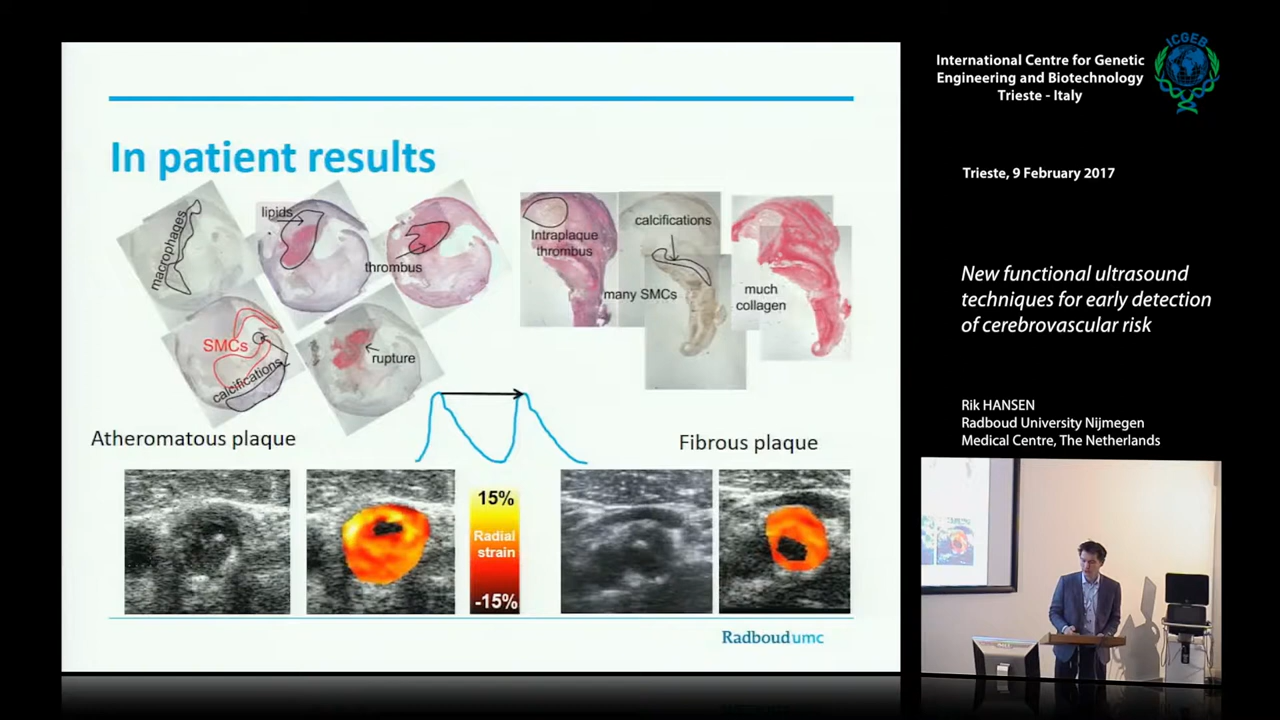 In patient results
macrophages
lipids
thrombus
SMCs
calcifications
rupture
Intraplaque
thrombus
calcifications
many SMCs
much
collagen
Atheromatous plaque
Fibrous plaque
15%
Radial
strain
-15%
Radboudumc
International Centre for Genetic
Engineering and Biotechnology
Trieste - Italy
ICGEB
Trieste, 9 February 2017
New functional ultrasound
techniques for early detection
of cerebrovascular risk
Rik HANSEN
Radboud University Nijmegen
Medical Centre, The Netherlands